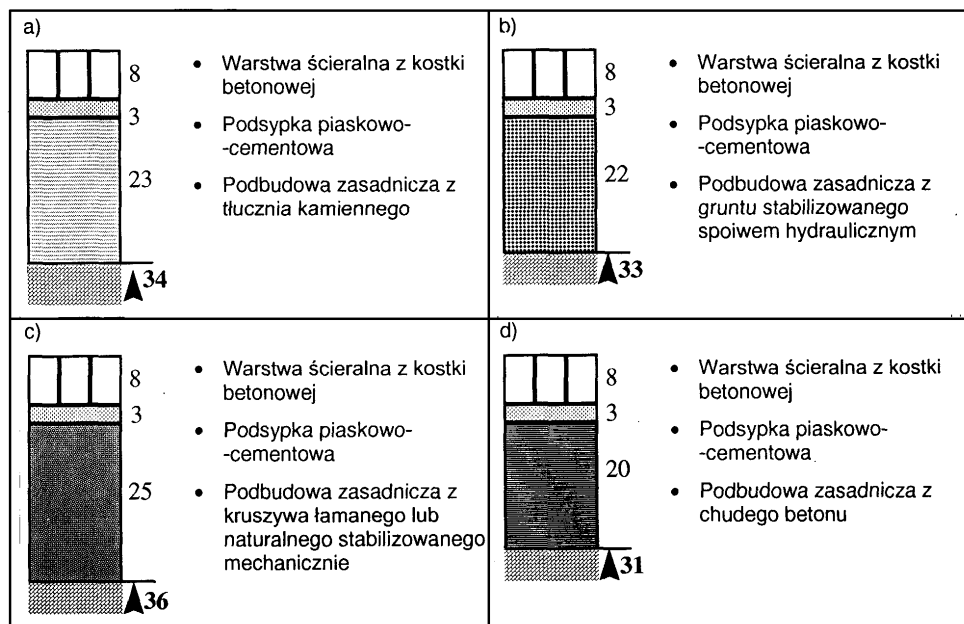 a)
8
3
23
34
• Warstwa ścieralna z kostki
betonowej
• Podsypka piaskowo-
-cementowa
• Podbudowa zasadnicza z
tłucznia kamiennego
b)
8
3
22
33
• Warstwa ścieralna z kostki
betonowej
• Podsypka piaskowo-
-cementowa
• Podbudowa zasadnicza z
gruntu stabilizowanego
spoiwem hydraulicznym
c)
8
3
25
36
• Warstwa ścieralna z kostki
betonowej
• Podsypka piaskowo-
-cementowa
• Podbudowa zasadnicza z
kruszywa łamanego lub
naturalnego stabilizowanego
mechanicznie
d)
8
3
20
31
• Warstwa ścieralna z kostki
betonowej
• Podsypka piaskowo-
-cementowa
• Podbudowa zasadnicza z
chudego betonu